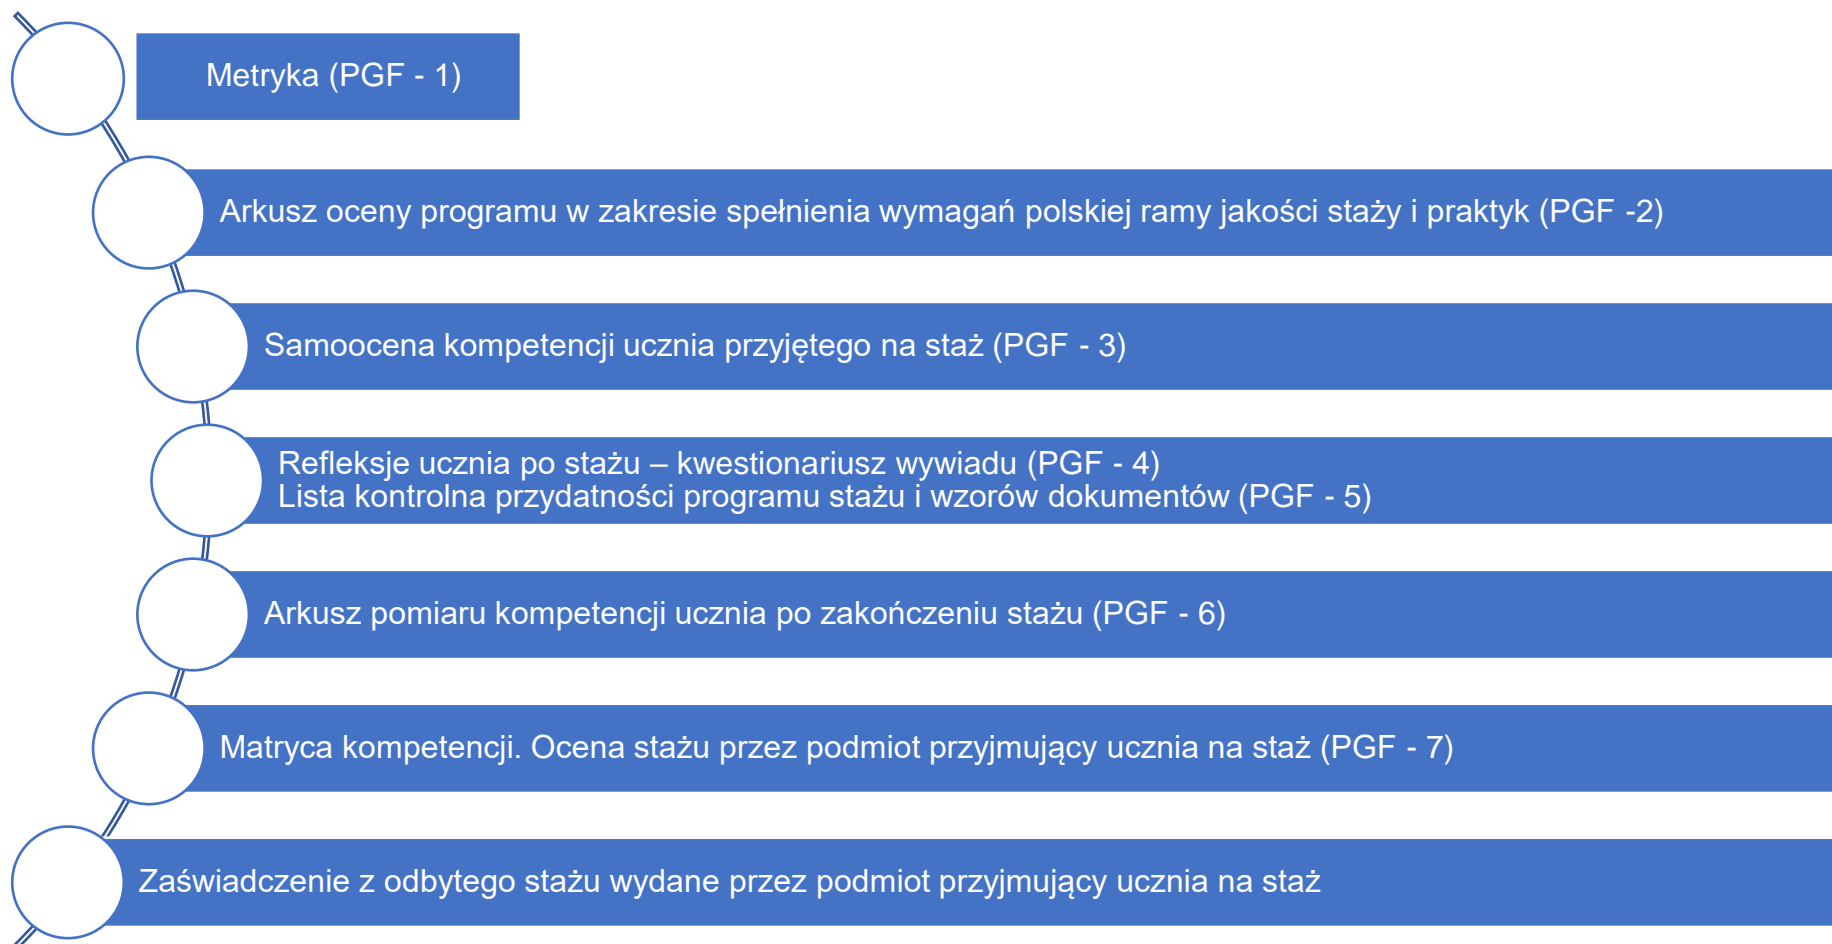 Metryka (PGF - 1)
Arkusz oceny programu w zakresie spełnienia wymagań polskiej ramy jakości staży i praktyk (PGF -2)
Samoocena kompetencji ucznia przyjętego na staż (PGF - 3)
Refleksje ucznia po stażu – kwestionariusz wywiadu (PGF - 4)
Lista kontrolna przydatności programu stażu i wzorów dokumentów (PGF - 5)
Arkusz pomiaru kompetencji ucznia po zakończeniu stażu (PGF - 6)
Matryca kompetencji. Ocena stażu przez podmiot przyjmujący ucznia na staż (PGF - 7)
Zaświadczenie z odbytego stażu wydane przez podmiot przyjmujący ucznia na staż